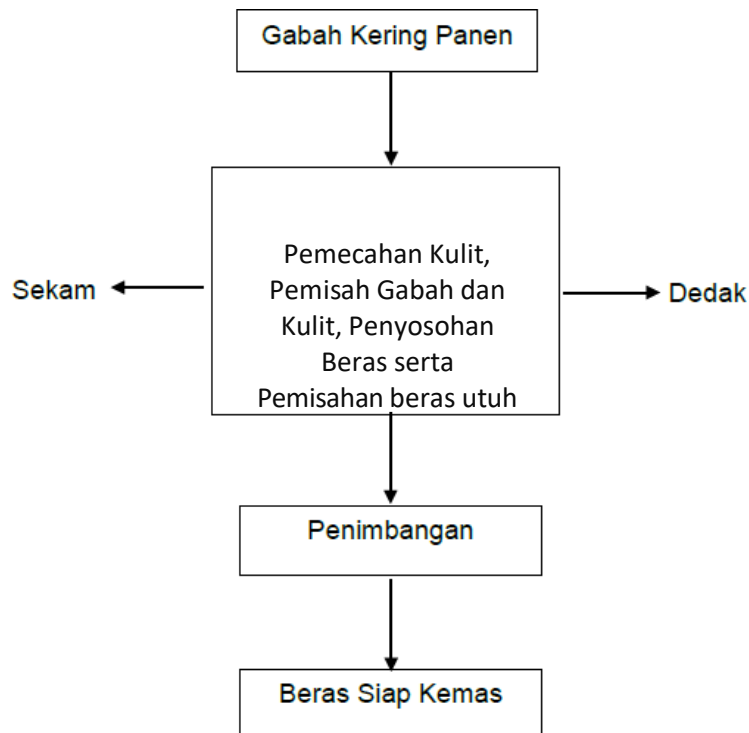 Gabah Kering Panen
Pemecahan Kulit,
Sekam
Pemisah Gabah dan
Dedak
Kulit, Penyosohan
Beras serta
Pemisahan beras utuh
Penimbangan
Beras Siap Kemas